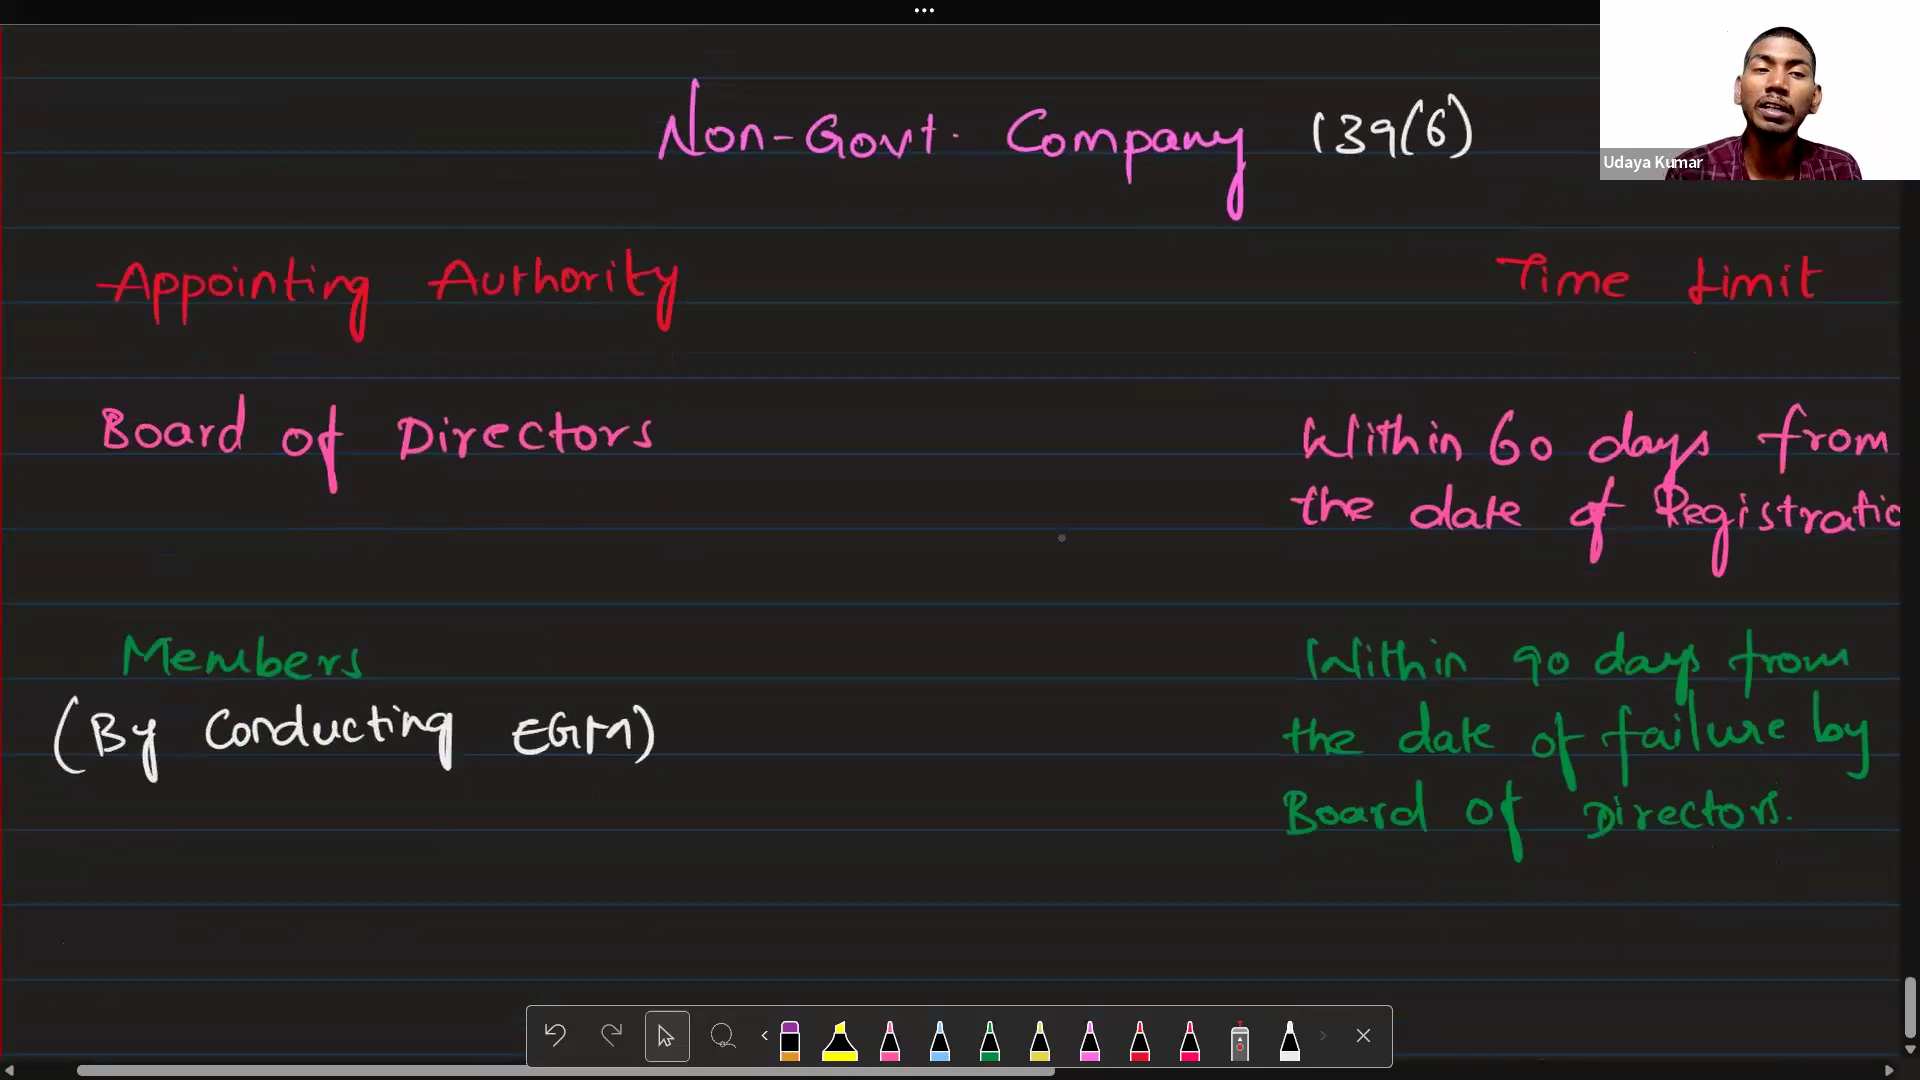 Non-Govt. Company 139(6)
Udaya Kumar
Appointing Authority Time Limit
Board of Directors Within 60 days from
the date of Registratio
Members Within 90 days from
(By Conducting EGM) the date of failure by
Board of Directors.